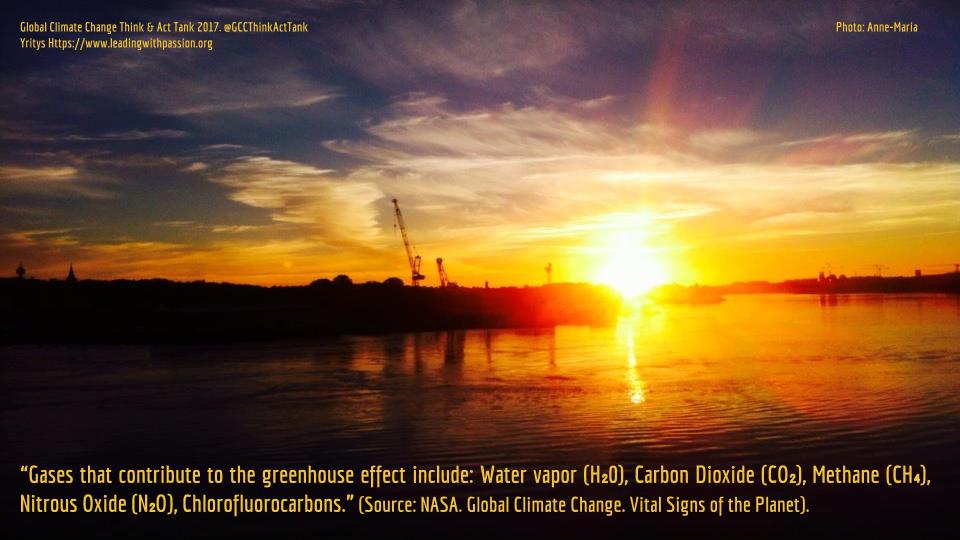 Global Climate Change Think & Act Tank 2017. @GCCThinkActTank
Yritys Https://www.leadingwithpassion.org
Photo: Anne-Maria
“Gases that contribute to the greenhouse effect include: Water vapor (H₂0), Carbon Dioxide (CO₂), Methane (CH₄),
Nitrous Oxide (N₂O), Chlorofluorocarbons.” (Source: NASA. Global Climate Change. Vital Signs of the Planet).